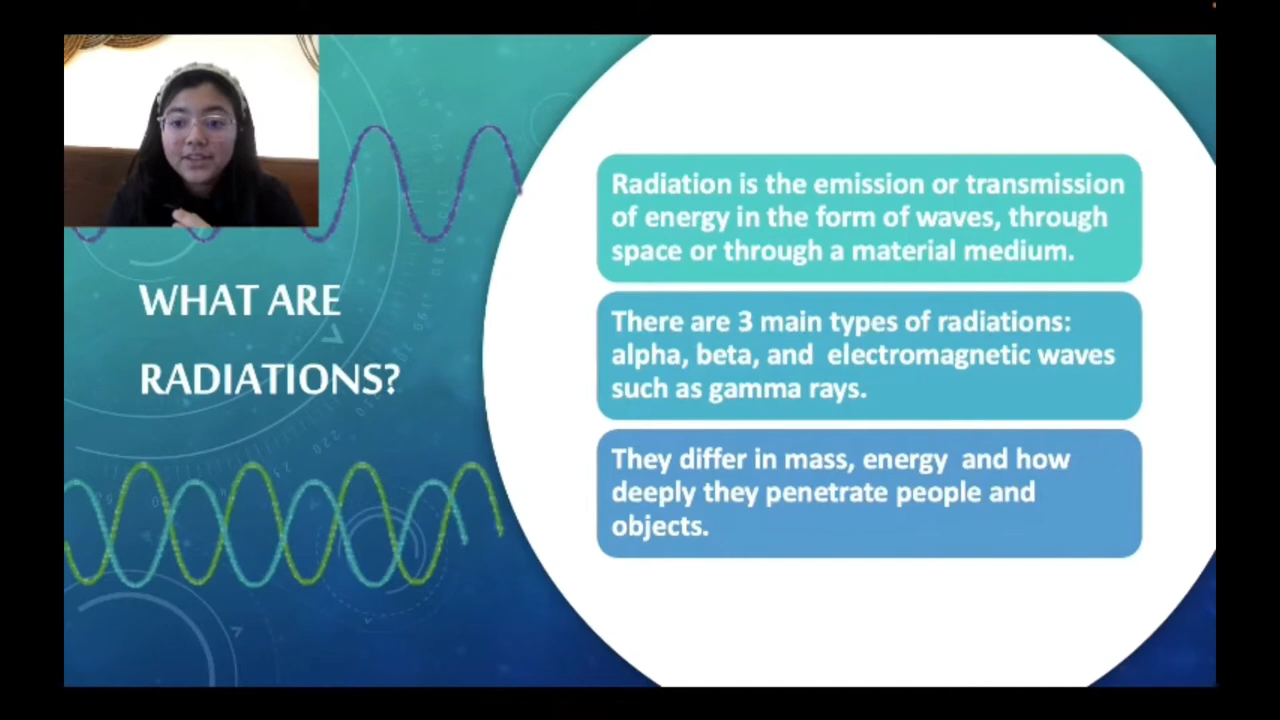 WHAT ARE
RADIATIONS?
Radiation is the emission or transmission
of energy in the form of waves, through
space or through a material medium.
There are 3 main types of radiations:
alpha, beta, and electromagnetic waves
such as gamma rays.
They differ in mass, energy and how
deeply they penetrate people and
objects.